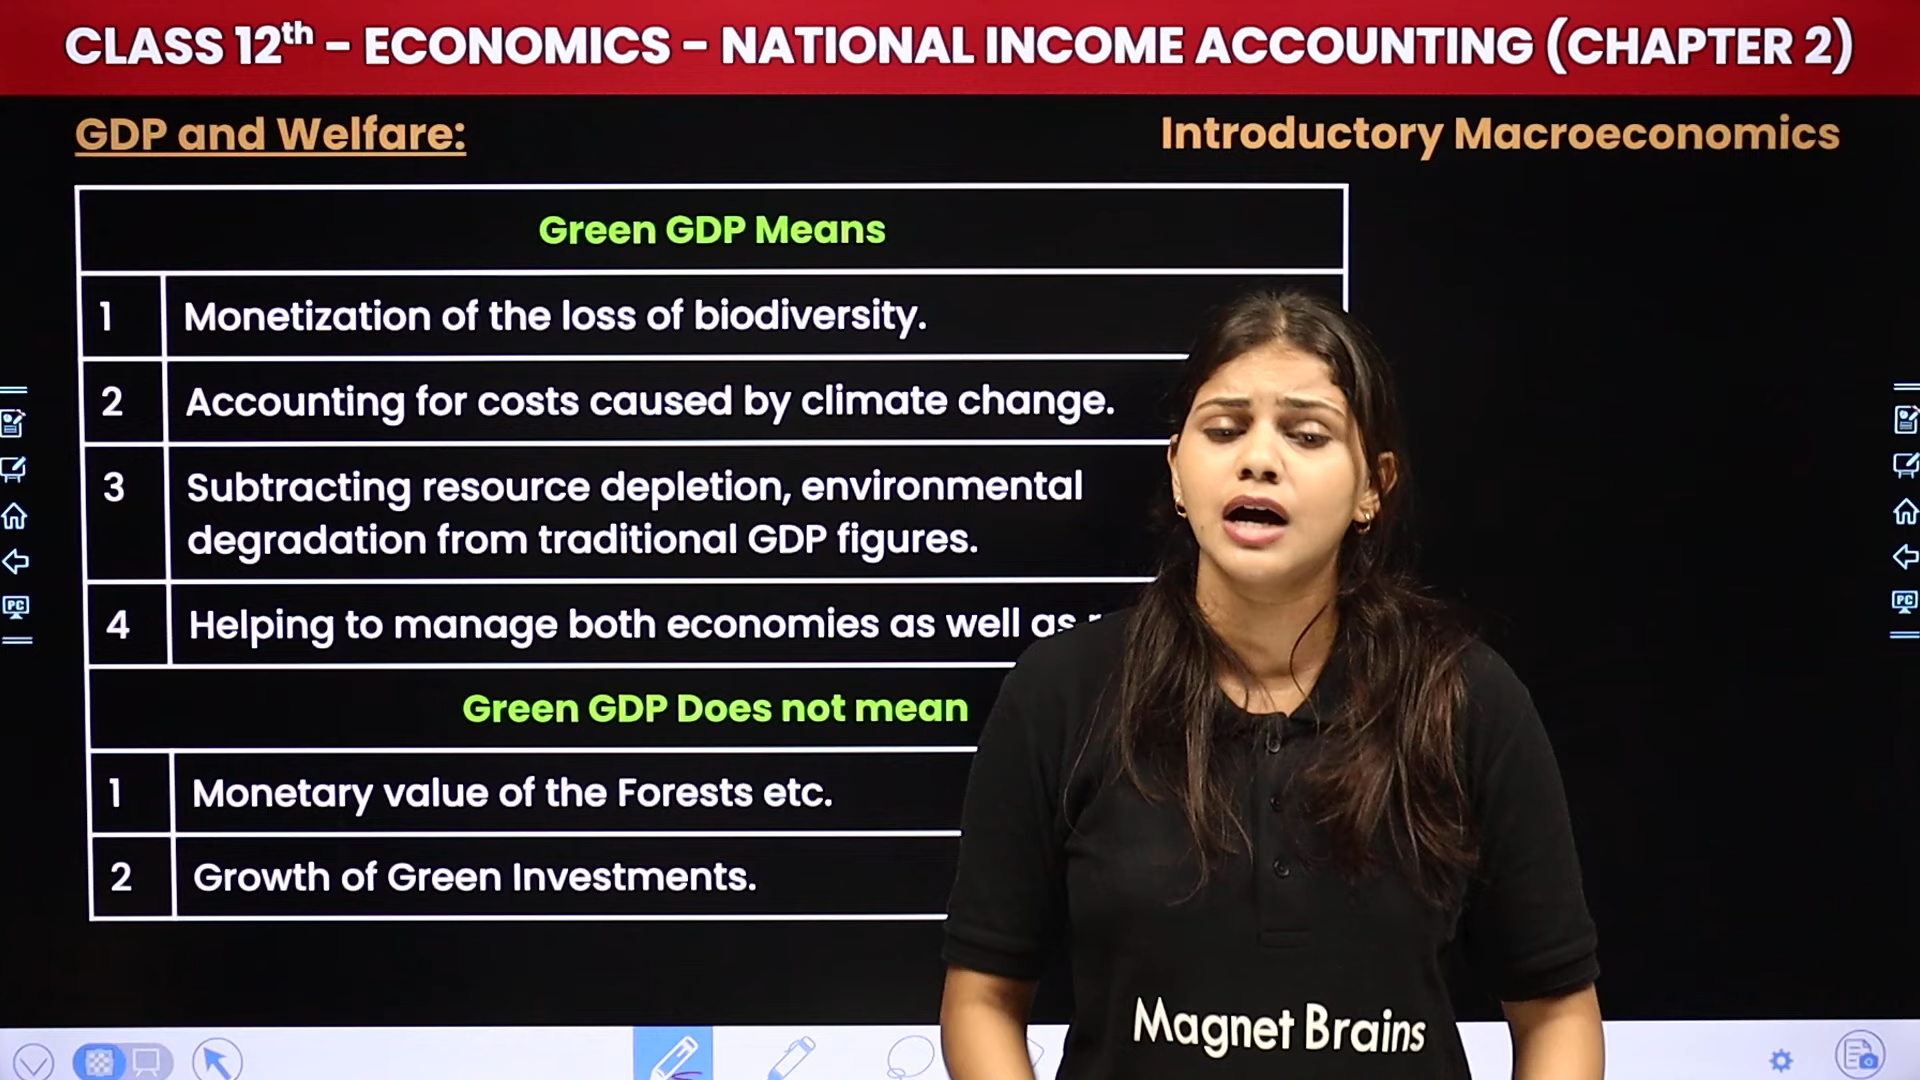 CLASS 12th – ECONOMICS – NATIONAL INCOME ACCOUNTING (CHAPTER 2)
GDP and Welfare:
Introductory Macroeconomics
Green GDP Means
1 Monetization of the loss of biodiversity.
2 Accounting for costs caused by climate change.
3 Subtracting resource depletion, environmental
degradation from traditional GDP figures.
4 Helping to manage both economies as well as
Green GDP Does not mean
1 Monetary value of the Forests etc.
2 Growth of Green Investments.
Magnet Brains
PC
PC